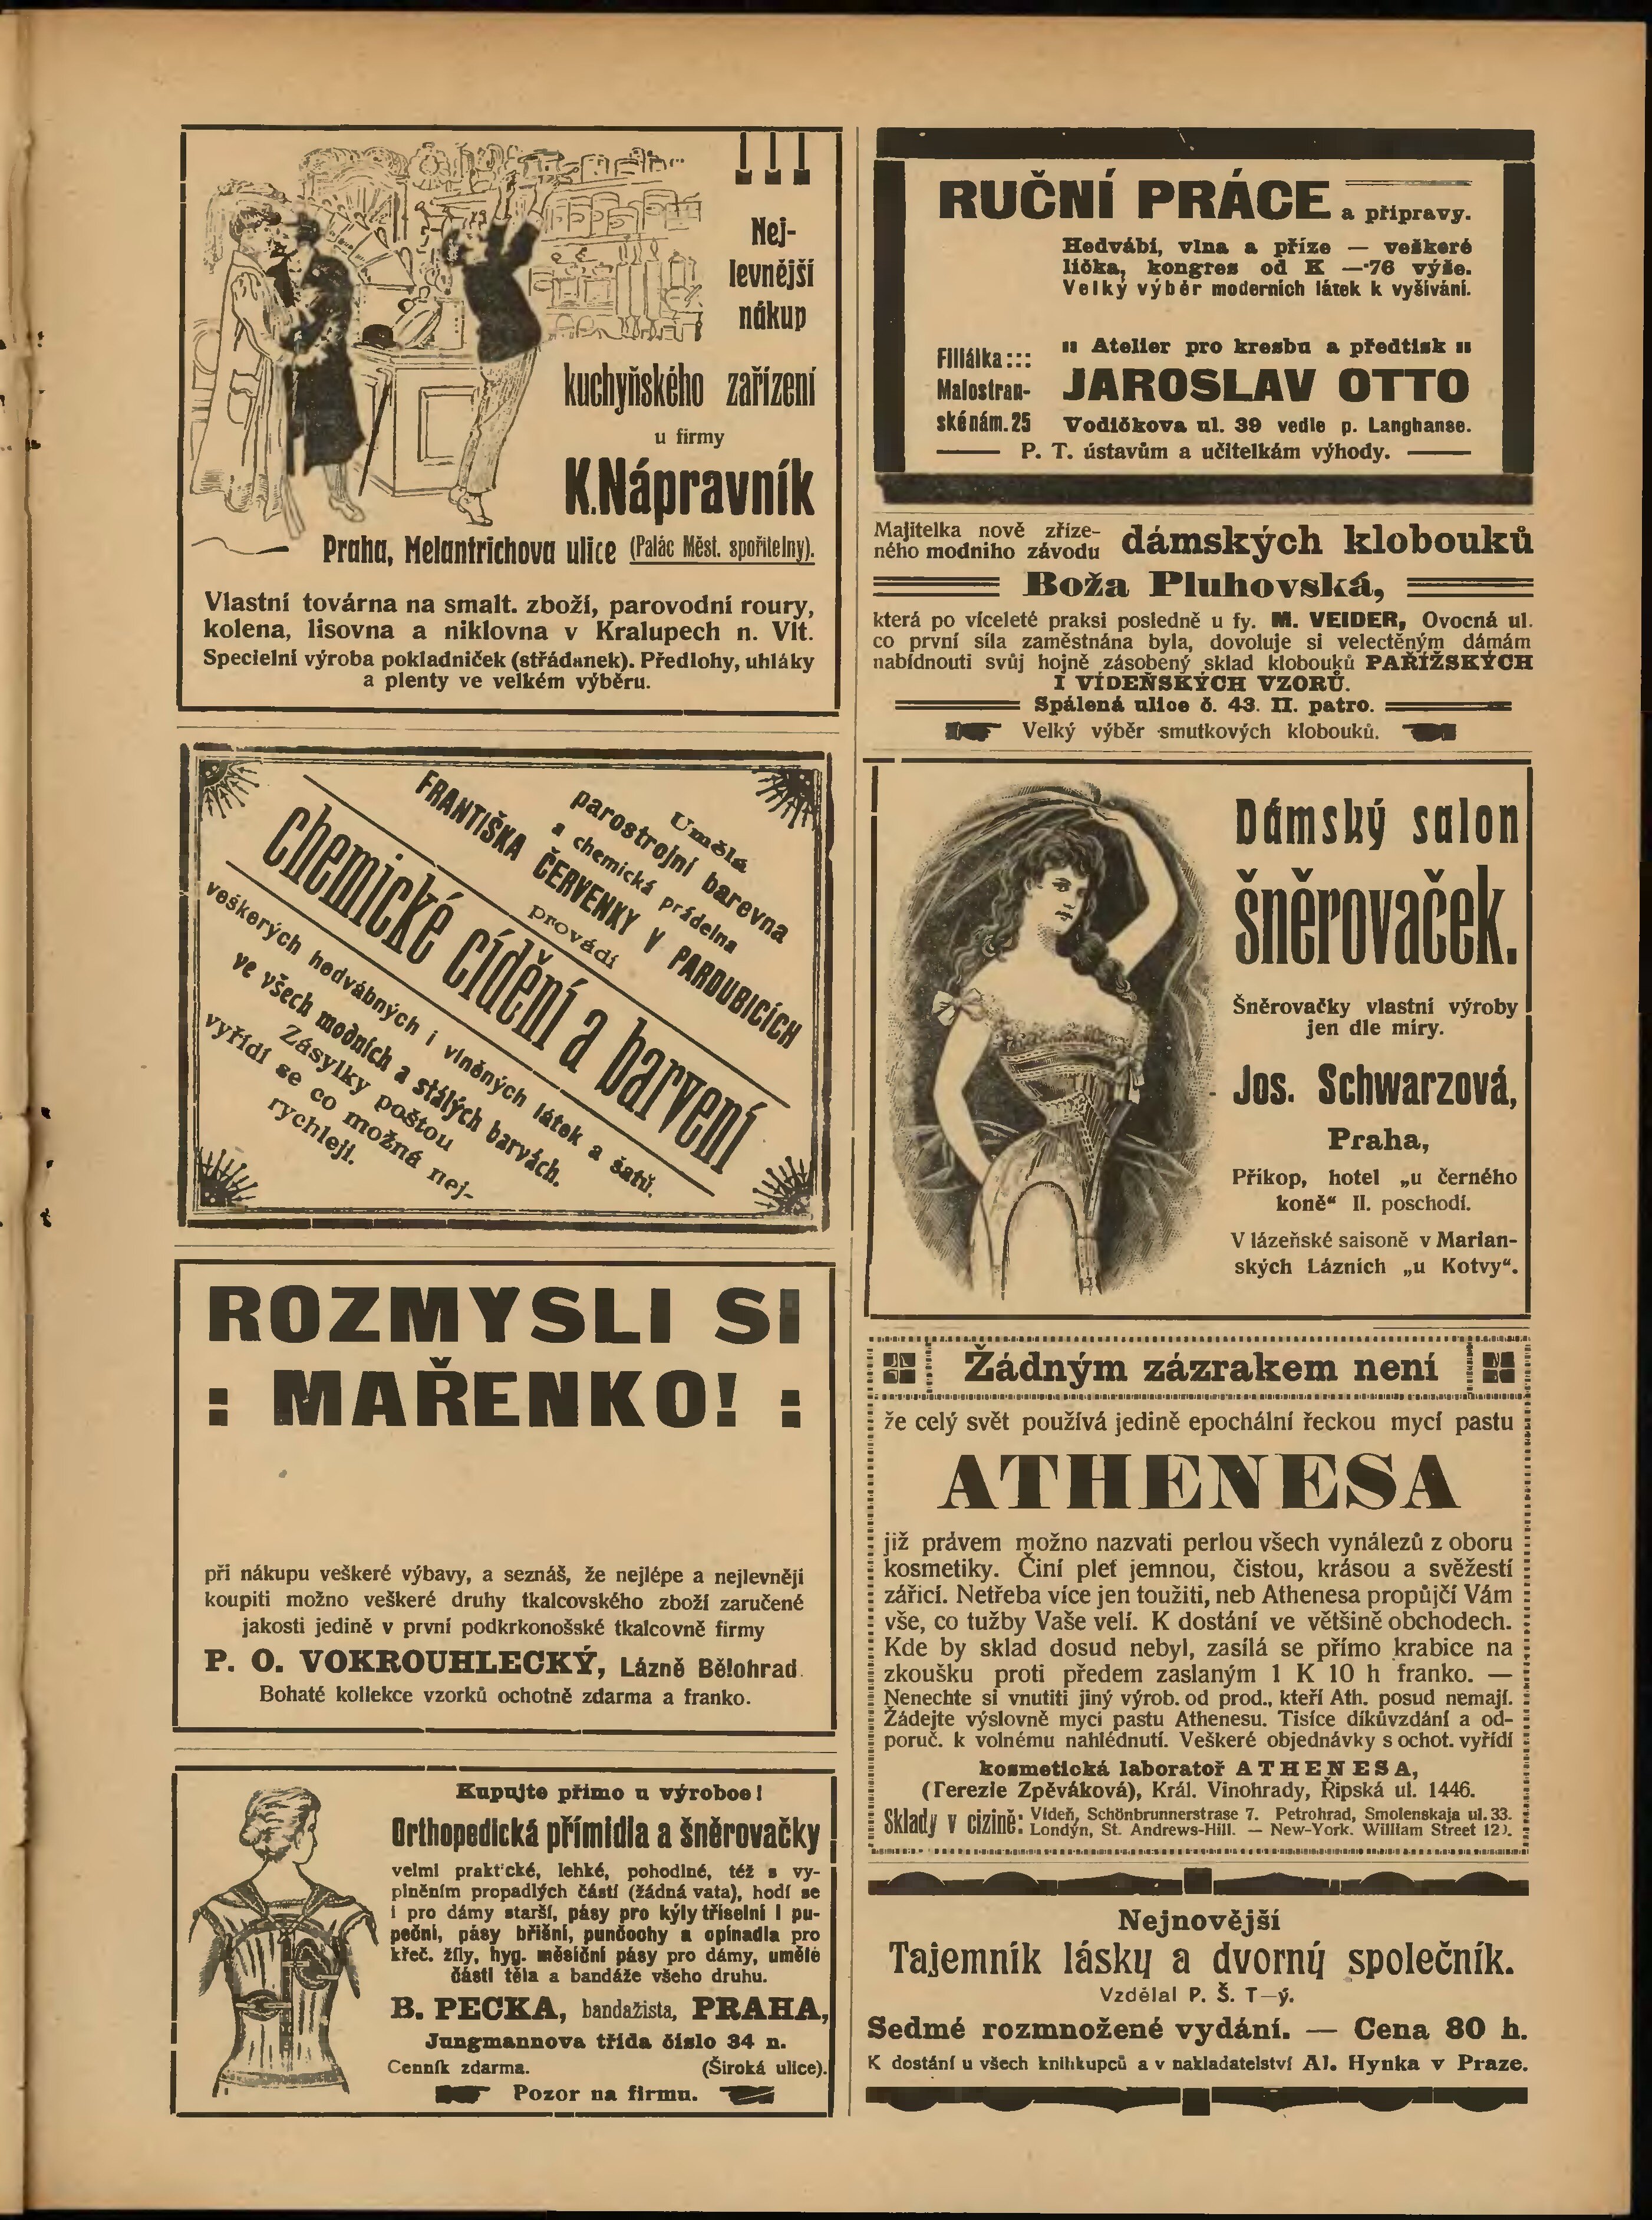 !!!
Nej-
levnější
nákup
kuchyňského zařízení
u firmy
K. Nápravník
Praha, Melantrichova ulice (Palác Měst. spořitelny).
Vlastní továrna na smalt. zboží, parovodní roury,
kolena, lisovna a niklovna v Kralupech n. Vlt.
Specielní výroba pokladniček (střádanek). Předlohy, uhláky
a plenty ve velkém výběru.
Umělá
parostrojní barevna
a chemická prádelna
FRANTIŠKA ČERVENKY V PARDUBICÍCH
provádí
chemické cídění a barvení
veškerých hedvábných i vlněných látek a šatů.
ve všech modních a stálých barvách.
Zásylky poštou
vyřídí se co možná nej-
rychleji.
ROZMYSLI SI
: MAŘENKO! :
při nákupu veškeré výbavy, a seznáš, že nejlépe a nejlevněji
koupiti možno veškeré druhy tkalcovského zboží zaručené
jakosti jedině v první podkrkonošské tkalcovně firmy
P. O. VOKROUHLECKÝ, Lázně Bělohrad.
Bohaté kollekce vzorků ochotně zdarma a franko.
Kupujte přímo u výrobce!
Orthopedická přímidla a šněrovačky
velmi praktické, lehké, pohodlné, též s vy-
plněním propadlých částí (žádná vata), hodí se
i pro dámy starší, pásy pro kýly tříselní i pu-
peční, pásy břišní, punčochy a opinadla pro
křeč. žíly, hyg. měsíční pásy pro dámy, umělé
části těla a bandáže všeho druhu.
B. PECKA, bandažista, PRAHA,
Jungmannova třída číslo 34 n.
Cenník zdarma. (Široká ulice).
Pozor na firmu.
RUČNÍ PRÁCE a přípravy.
Hedvábí, vlna a příze — veškeré
líčka, kongres od K —·76 výše.
Velký výběr moderních látek k vyšívání.
Filiálka:::
Malostran-
ské nám. 25
„ Atelier pro kresbu a předtisk „
JAROSLAV OTTO
Vodičkova ul. 39 vedle p. Langhanse.
P. T. ústavům a učitelkám výhody.
Majitelka nově zříze-
ného modního závodu dámských klobouků
Boža Pluhovská,
která po víceleté praksi posledně u fy. M. VEIDER, Ovocná ul.
co první síla zaměstnána byla, dovoluje si velectěným dámám
nabídnouti svůj hojně zásobený sklad klobouků PAŘÍŽSKÝCH
I VÍDEŇSKÝCH VZORŮ.
Spálená ulice č. 43. II. patro.
Velký výběr smutkových klobouků.
Dámský salon
šněrovaček.
Šněrovačky vlastní výroby
jen dle míry.
Jos. Schwarzová,
Praha,
Příkop, hotel „u černého
koně“ II. poschodí.
V lázeňské saisoně v Marian-
ských Lázních „u Kotvy“.
Žádným zázrakem není
že celý svět používá jedině epochální řeckou mycí pastu
ATHENESA
již právem možno nazvati perlou všech vynálezů z oboru
kosmetiky. Činí pleť jemnou, čistou, krásou a svěžestí
zářící. Netřeba více jen toužiti, neb Athenesa propůjčí Vám
vše, co tužby Vaše velí. K dostání ve většině obchodech.
Kde by sklad dosud nebyl, zasílá se přímo krabice na
zkoušku proti předem zaslaným 1 K 10 h franko. —
Nenechte si vnutiti jiný výrob. od prod., kteří Ath. posud nemají.
Žádejte výslovně mycí pastu Athenesu. Tisíce díkůvzdání a od-
poruč. k volnému nahlédnutí. Veškeré objednávky s ochot. vyřídí
kosmetická laboratoř ATHENESA,
(Terezie Zpěváková), Král. Vinohrady, Řipská ul. 1446.
Sklady v cizině: Vídeň, Schönbrunnerstrase 7. Petrohrad, Smolenskaja ul. 33.
Londýn, St. Andrews-Hill. — New-York. William Street
Nejnovější
Tajemník lásky a dvorný společník.
Vzdělal P. Š. T—ý.
Sedmé rozmnožené vydání. — Cena 80 h.
K dostání u všech knihkupců a v nakladatelství Al. Hynka v Praze.